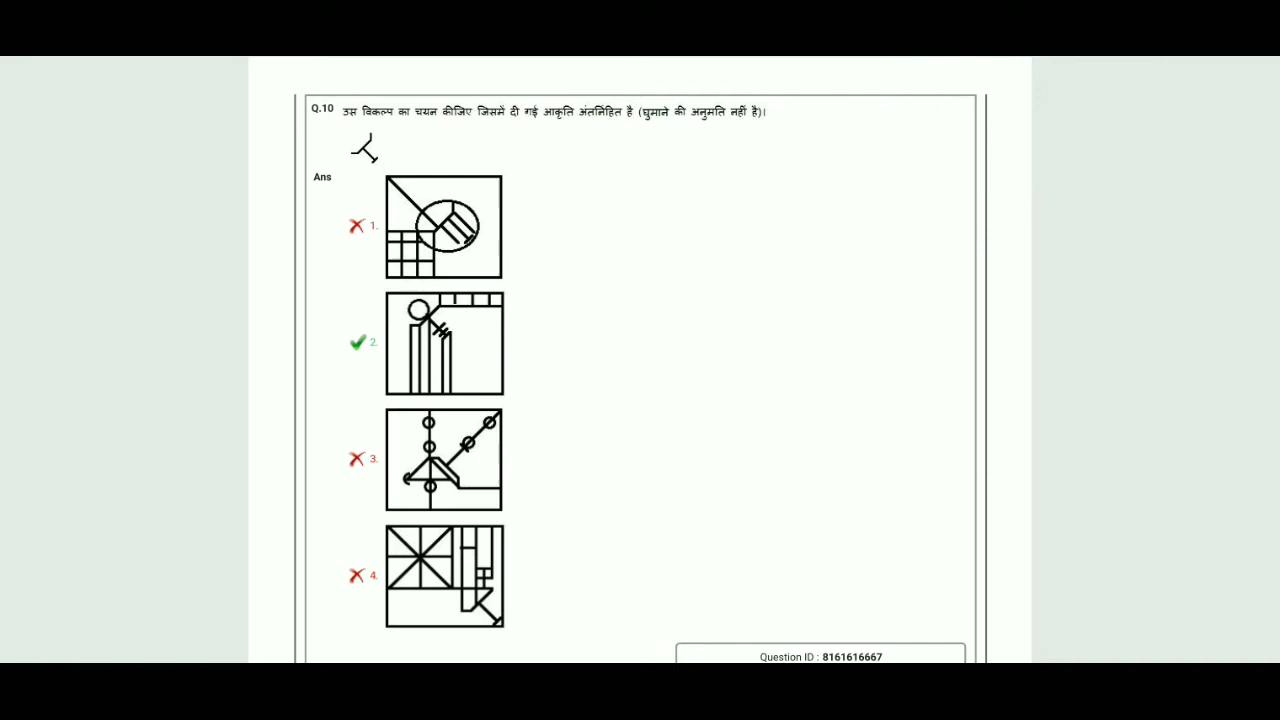 Q.10 उस विकल्प का चयन कीजिए जिसमें दी गई आकृति अंतर्निहित है (घुमाने की अनुमति नहीं है)।
Ans
1.
2.
3.
4.
Question ID : 8161616667